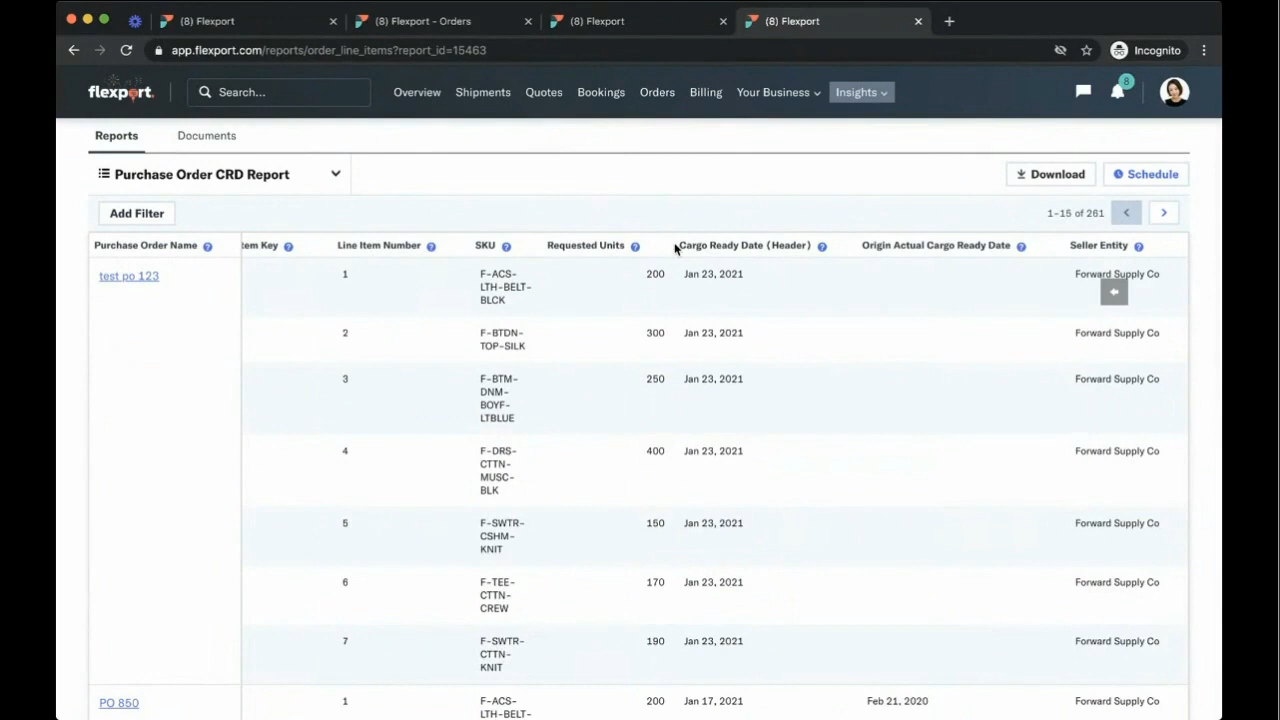 (8) Flexport
(8) Flexport - Orders
(8) Flexport
(8) Flexport
app.flexport.com/reports/order_line_items?report_id=15463
Incognito
flexport.
Search...
Overview
Shipments
Quotes
Bookings
Orders
Billing
Your Business
Insights
8
Reports
Documents
Purchase Order CRD Report
Download
Schedule
Add Filter
1-15 of 261
Purchase Order Name
tem Key
Line Item Number
SKU
Requested Units
Cargo Ready Date (Header)
Origin Actual Cargo Ready Date
Seller Entity
test po 123
1
F-ACS-
LTH-BELT-
BLCK
200
Jan 23, 2021
Forward Supply Co
2
F-BTDN-
TOP-SILK
300
Jan 23, 2021
Forward Supply Co
3
F-BTM-
DNM-
BOYF-
LTBLUE
250
Jan 23, 2021
Forward Supply Co
4
F-DRS-
CTTN-
MUSC-
BLK
400
Jan 23, 2021
Forward Supply Co
5
F-SWTR-
CSHM-
KNIT
150
Jan 23, 2021
Forward Supply Co
6
F-TEE-
CTTN-
CREW
170
Jan 23, 2021
Forward Supply Co
7
F-SWTR-
CTTN-
KNIT
190
Jan 23, 2021
Forward Supply Co
PO 850
1
F-ACS-
LTH-BELT-
200
Jan 17, 2021
Feb 21, 2020
Forward Supply Co